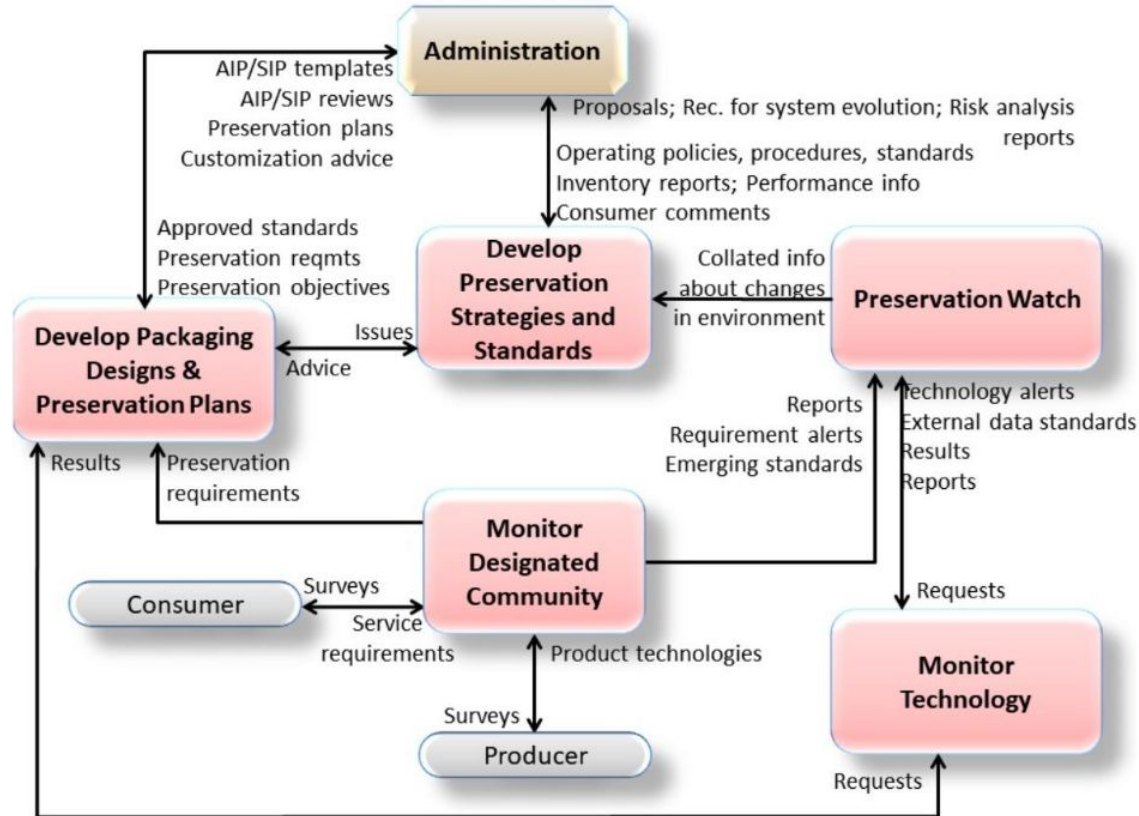 Administration
AIP/SIP templates
AIP/SIP reviews
Preservation plans
Customization advice
Proposals; Rec. for system evolution; Risk analysis
reports
Operating policies, procedures, standards
Inventory reports; Performance info
Consumer comments
Approved standards
Preservation reqmts
Preservation objectives
Develop
Preservation
Strategies and
Standards
Collated info
about changes
in environment
Preservation Watch
Develop Packaging
Designs &
Preservation Plans
Issues
Advice
Reports
Requirement alerts
Emerging standards
Technology alerts
External data standards
Results
Reports
Results
Preservation
requirements
Monitor
Designated
Community
Consumer
Surveys
Service
requirements
Product technologies
Requests
Monitor
Technology
Surveys
Producer
Requests